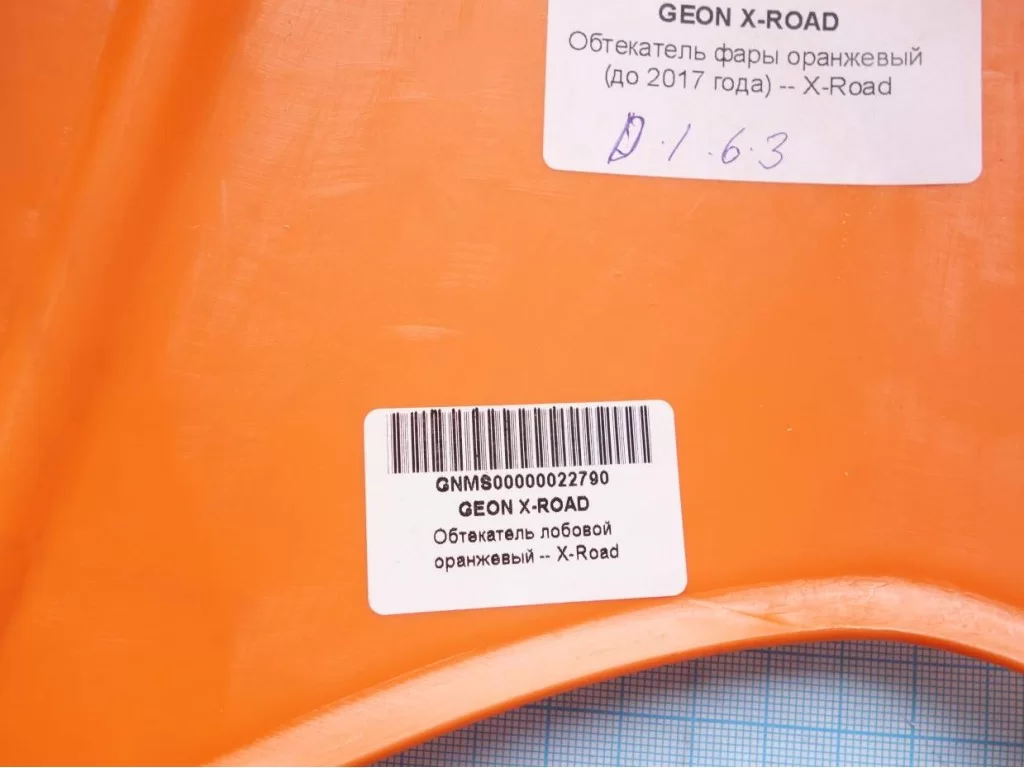 GEON X-ROAD
Обтекатель фары оранжевый
(до 2017 года) -- X-Road
D.1.6.3
GNMS00000022790
GEON X-ROAD
Обтекатель лобовой
оранжевый -- X-Road